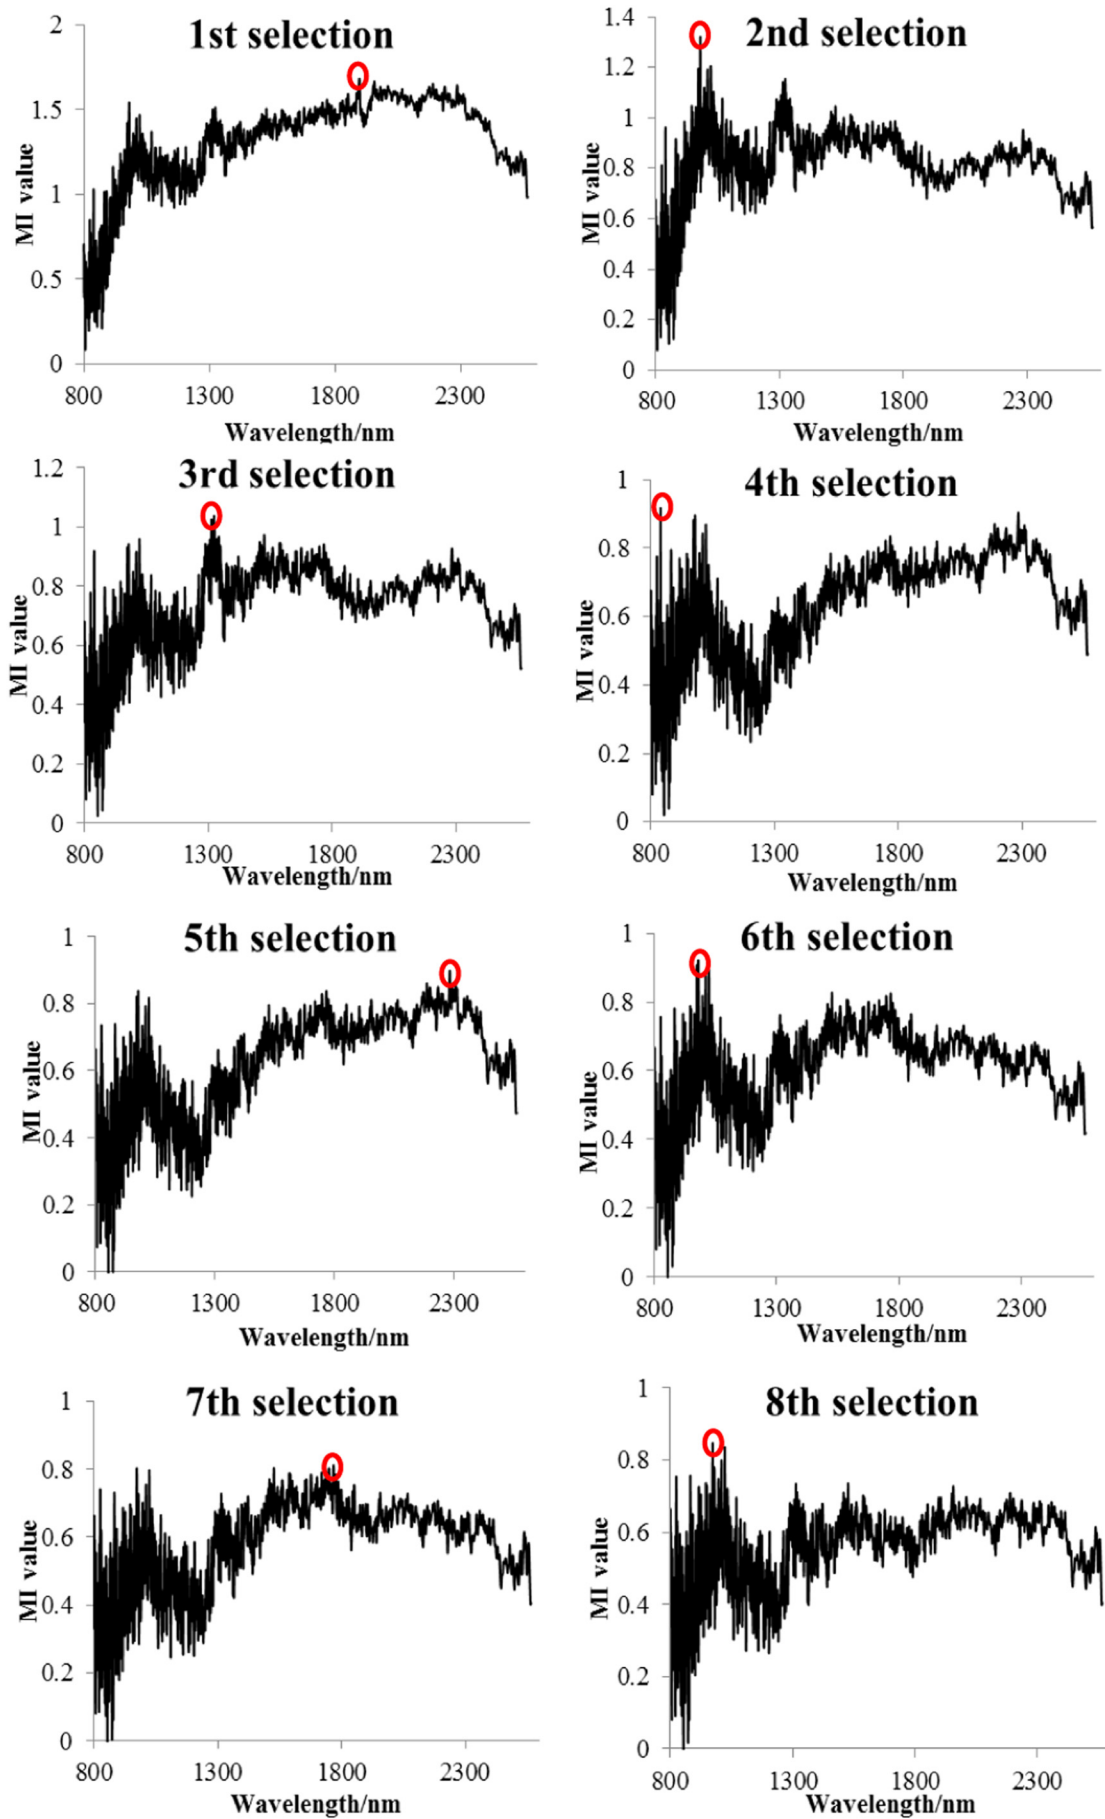 1st selection
2
1.5
1
0.5
0
MI value
800 1300 1800 2300
Wavelength/nm
2nd selection
1.4
1.2
1
0.8
0.6
0.4
0.2
0
MI value
800 1300 1800 2300
Wavelength/nm
3rd selection
1.2
1
0.8
0.6
0.4
0.2
0
MI value
800 1300 1800 2300
Wavelength/nm
4th selection
1
0.8
0.6
0.4
0.2
0
MI value
800 1300 1800 2300
Wavelength/nm
5th selection
1
0.8
0.6
0.4
0.2
0
MI value
800 1300 1800 2300
Wavelength/nm
6th selection
1
0.8
0.6
0.4
0.2
0
MI value
800 1300 1800 2300
Wavelength/nm
7th selection
1
0.8
0.6
0.4
0.2
0
MI value
800 1300 1800 2300
Wavelength/nm
8th selection
1
0.8
0.6
0.4
0.2
0
MI value
800 1300 1800 2300
Wavelength/nm